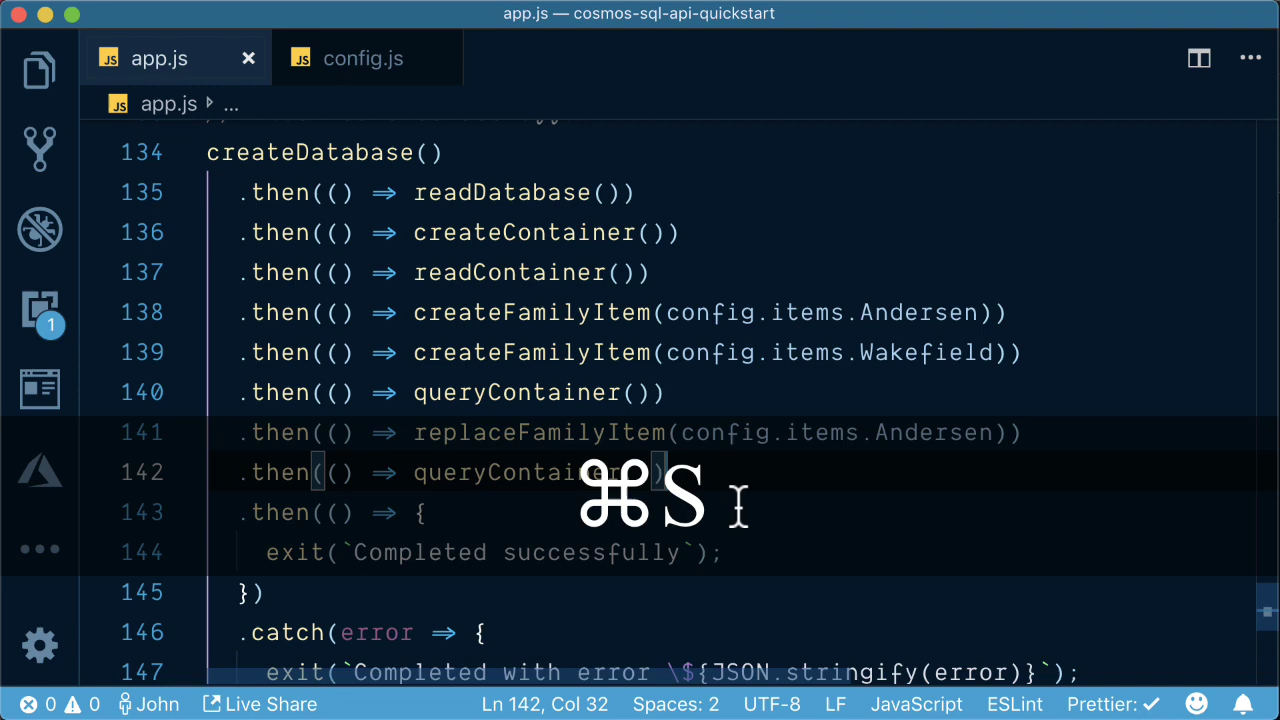 app.js — cosmos-sql-api-quickstart
JS app.js × JS config.js
JS app.js ...
134 createDatabase()
135 .then(() => readDatabase())
136 .then(() => createContainer())
137 .then(() => readContainer())
138 .then(() => createFamilyItem(config.items.Andersen))
139 .then(() => createFamilyItem(config.items.Wakefield))
140 .then(() => queryContainer())
141 .then(() => replaceFamilyItem(config.items.Andersen))
142 .then(() => queryContainer())
⌘S
143 .then(() => {
144 exit(`Completed successfully`);
145 })
146 .catch(error => {
147 exit(`Completed with error \${JSON.stringify(error)}`);
1
0 0 John Live Share Ln 142, Col 32 Spaces: 2 UTF-8 LF JavaScript ESLint Prettier: ✓